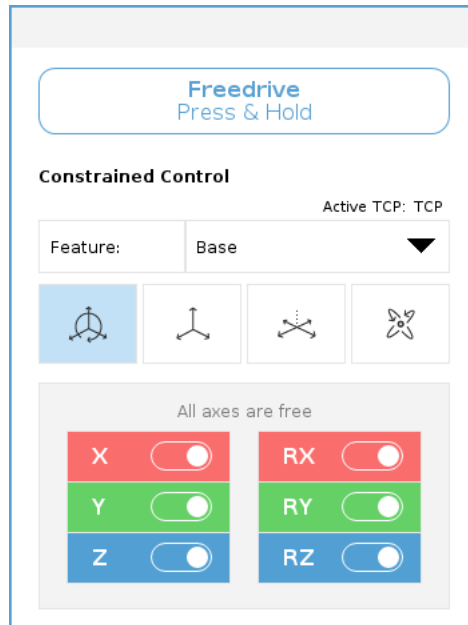 Freedrive
Press & Hold
Constrained Control
Active TCP: TCP
Feature: Base
All axes are free
X RX
Y RY
Z RZ